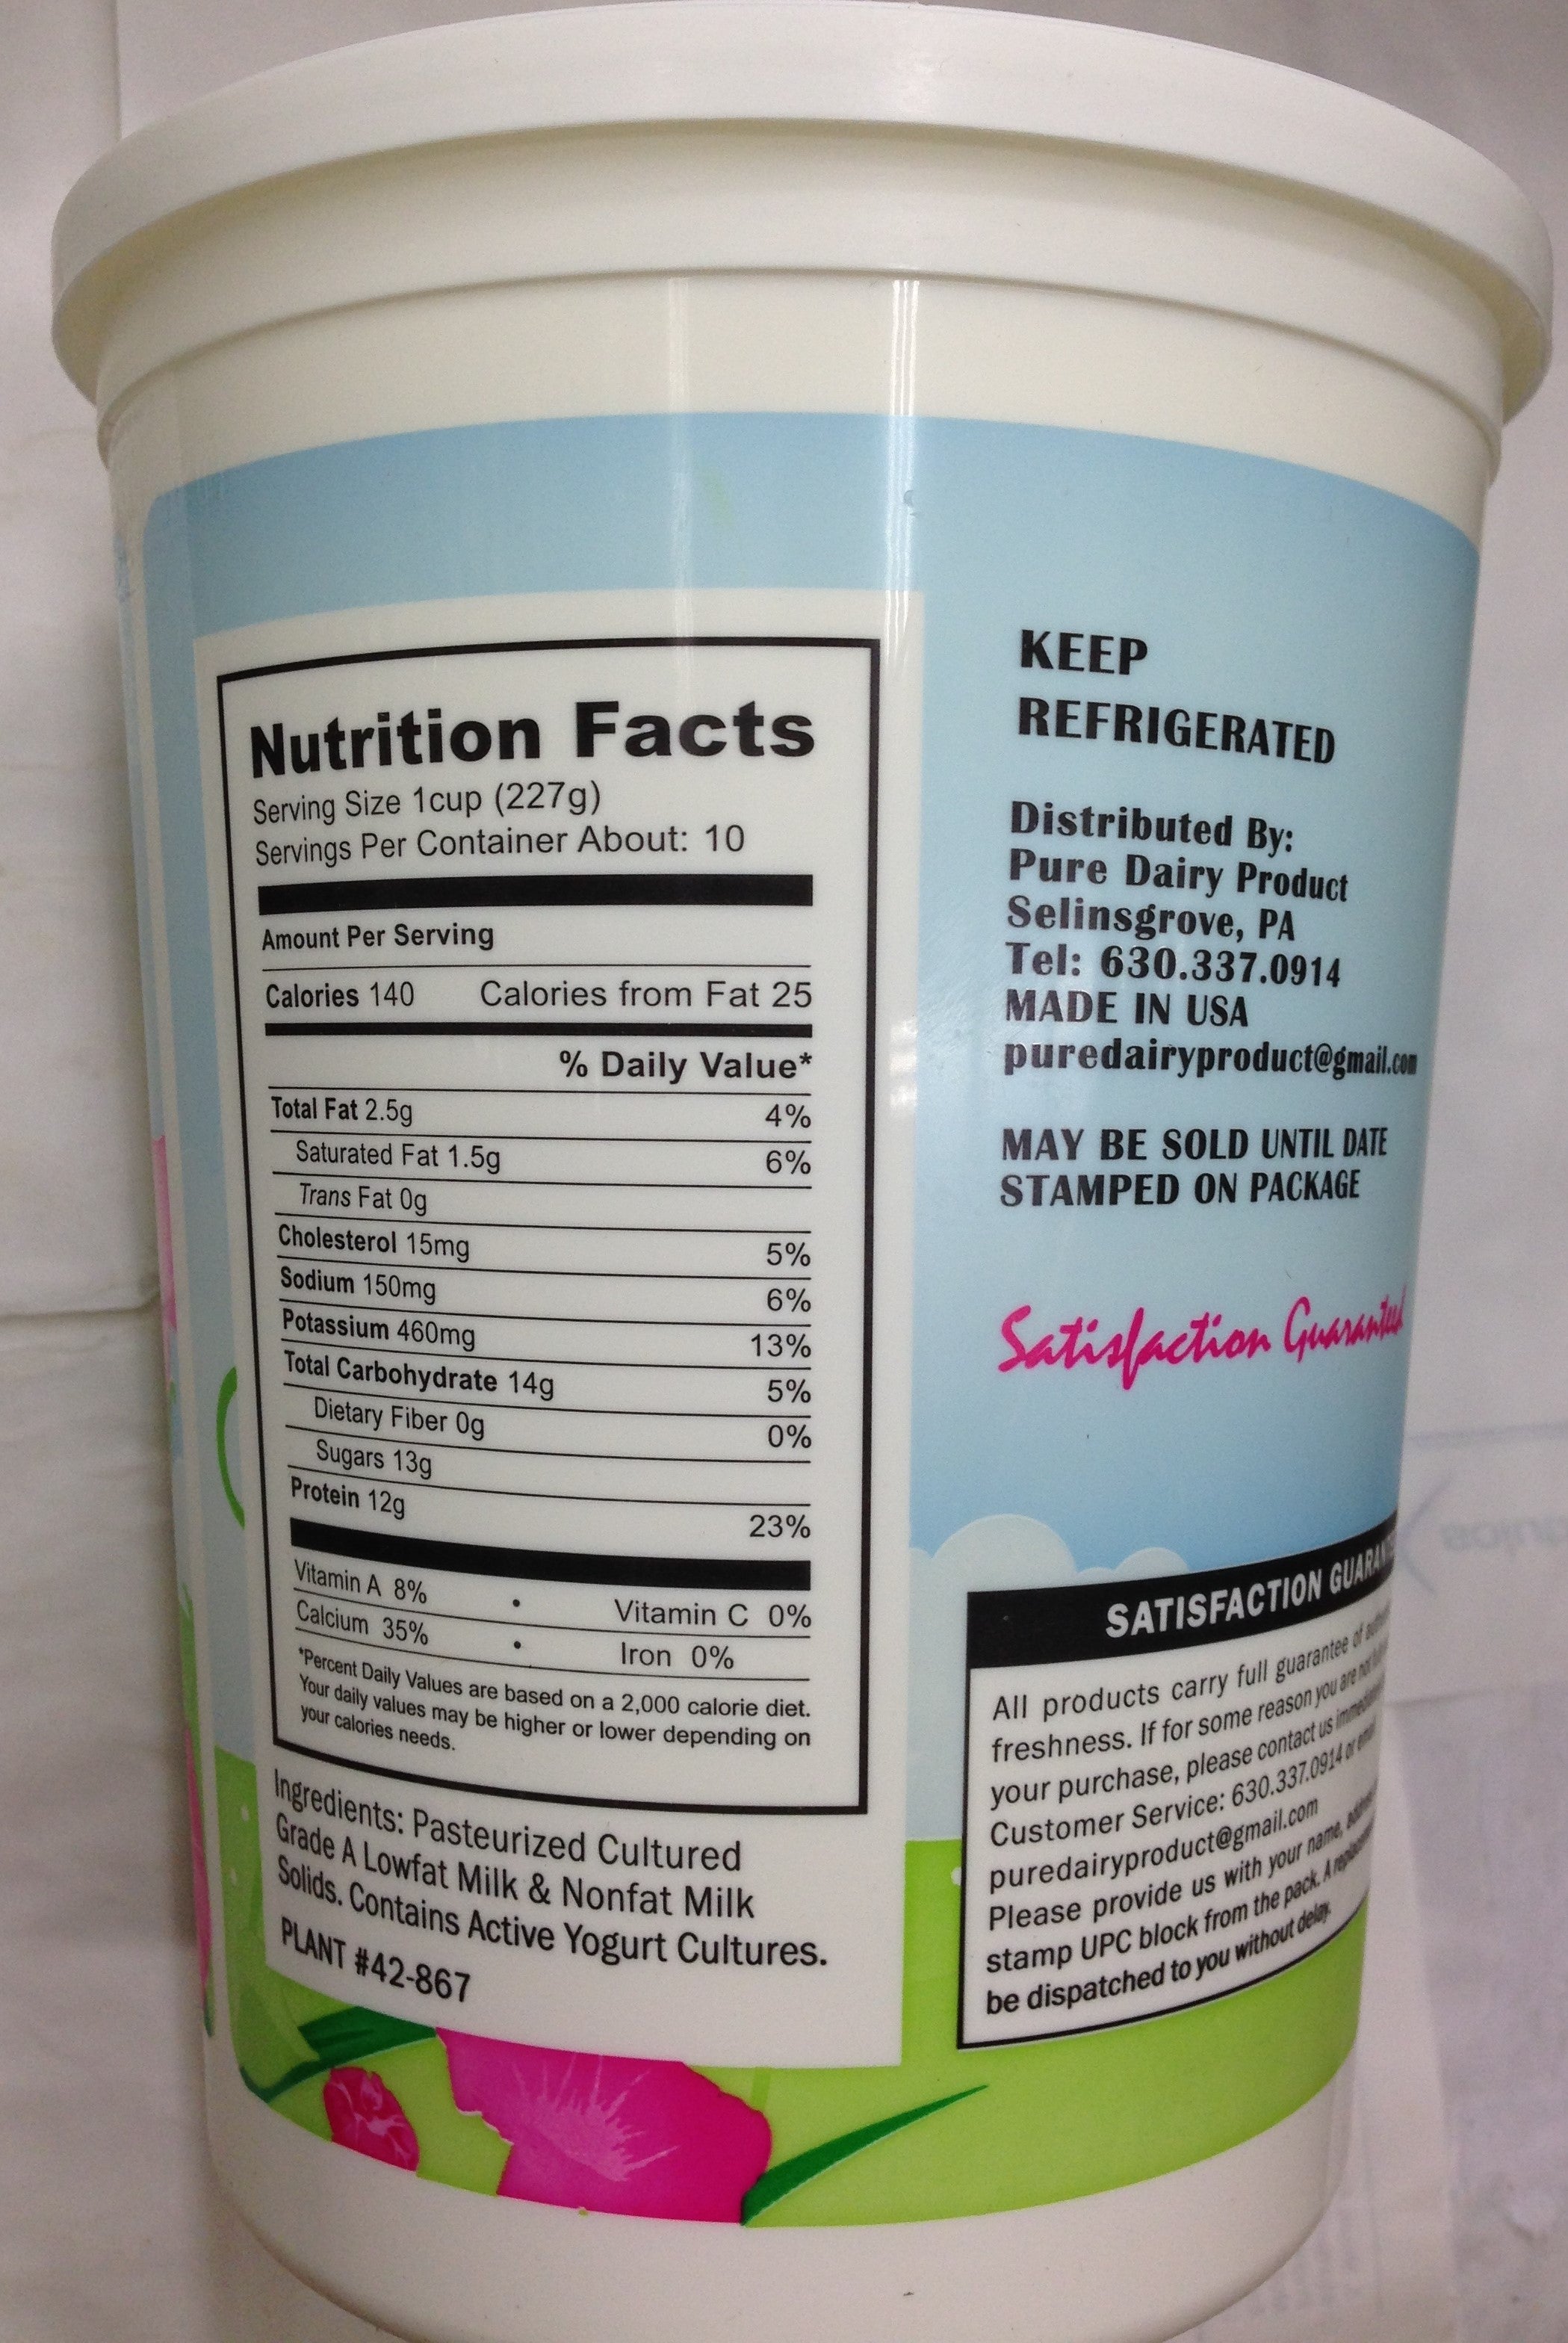 Nutrition Facts
Serving Size 1cup (227g)
Servings Per Container About: 10
Amount Per Serving
Calories 140 Calories from Fat 25
% Daily Value*
Total Fat 2.5g 4%
Saturated Fat 1.5g 6%
Trans Fat 0g
Cholesterol 15mg 5%
Sodium 150mg 6%
Potassium 460mg 13%
Total Carbohydrate 14g 5%
Dietary Fiber 0g 0%
Sugars 13g
Protein 12g 23%
Vitamin A 8% • Vitamin C 0%
Calcium 35% • Iron 0%
*Percent Daily Values are based on a 2,000 calorie diet.
Your daily values may be higher or lower depending on
your calories needs.
Ingredients: Pasteurized Cultured
Grade A Lowfat Milk & Nonfat Milk
Solids. Contains Active Yogurt Cultures.
PLANT #42-867
KEEP
REFRIGERATED
Distributed By:
Pure Dairy Product
Selinsgrove, PA
Tel: 630.337.0914
MADE IN USA
puredairyproduct@gmail.com
MAY BE SOLD UNTIL DATE
STAMPED ON PACKAGE
Satisfaction Guaranteed
SATISFACTION
All products carry full guarantee of
freshness. If for some reason you are not
your purchase, please contact us
Customer Service: 630.337.0914 or
puredairyproduct@gmail.com
Please provide us with your name,
stamp UPC block from the pack. A
be dispatched to you without delay.